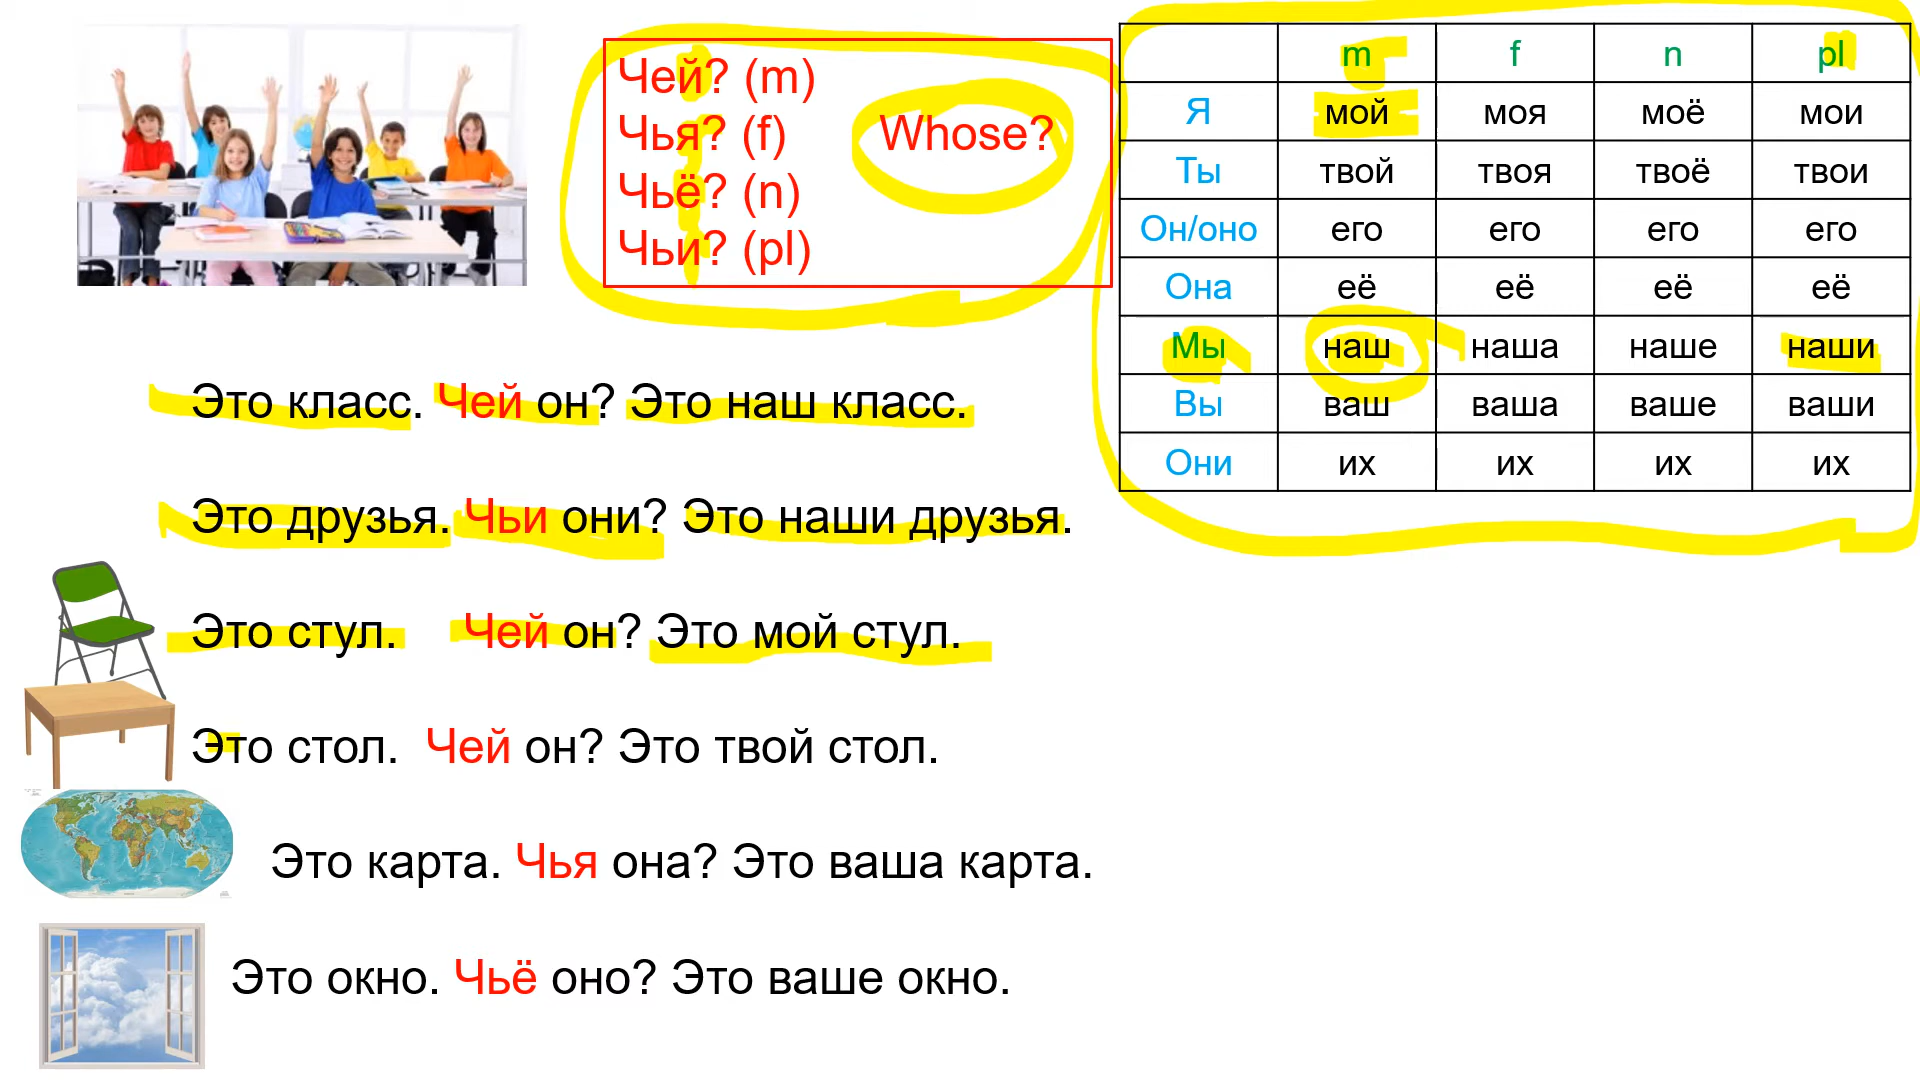 Чей? (m)
Чья? (f) Whose?
Чьё? (n)
Чьи? (pl)
m f n pl
Я мой моя моё мои
Ты твой твоя твоё твои
Он/оно его его его его
Она её её её её
Мы наш наша наше наши
Вы ваш ваша ваше ваши
Они их их их их
Это класс. Чей он? Это наш класс.
Это друзья. Чьи они? Это наши друзья.
Это стул. Чей он? Это мой стул.
Это стол. Чей он? Это твой стол.
Это карта. Чья она? Это ваша карта.
Это окно. Чьё оно? Это ваше окно.